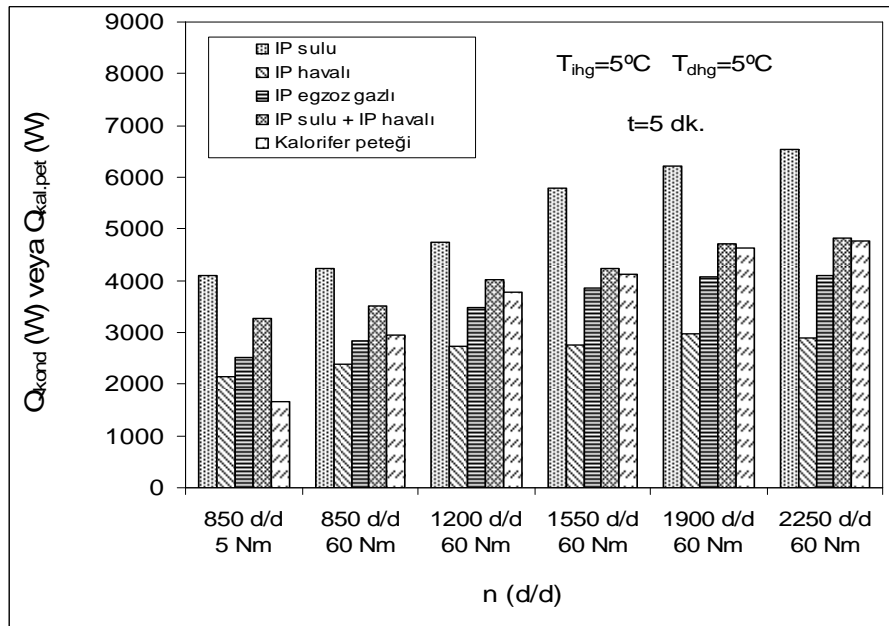 9000
8000
7000
6000
5000
4000
3000
2000
1000
0
Qkond (W) veya Qkal.pet (W)
IP sulu
IP havalı
IP egzoz gazlı
IP sulu + IP havalı
Kalorifer peteği
Tihg=5ºC Tdhg=5ºC
t=5 dk.
850 d/d 850 d/d 1200 d/d 1550 d/d 1900 d/d 2250 d/d
5 Nm 60 Nm 60 Nm 60 Nm 60 Nm 60 Nm
n (d/d)